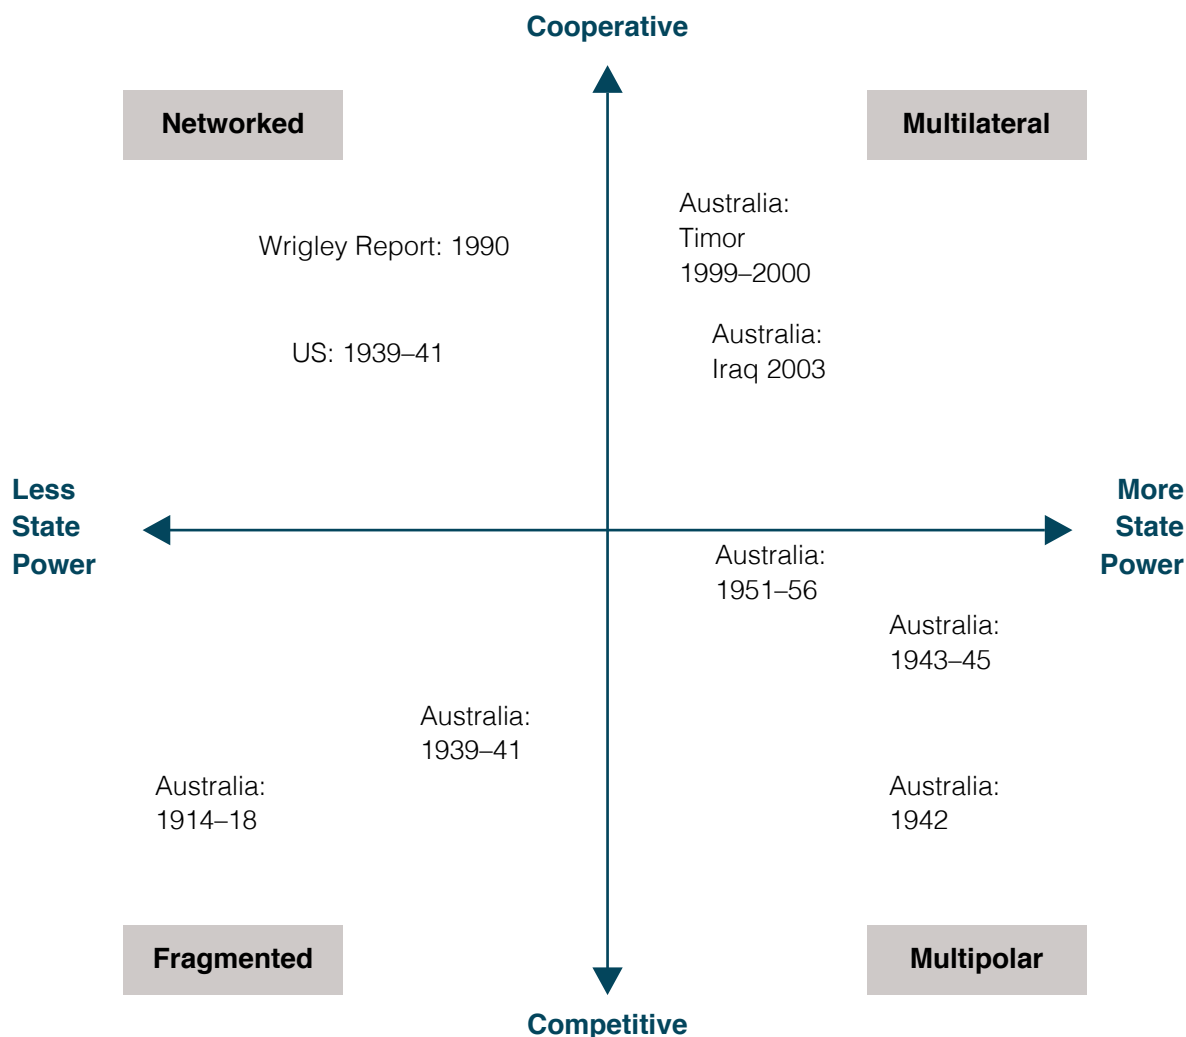 Cooperative
Networked
Multilateral
Australia:
Timor
1999–2000
Wrigley Report: 1990
Australia:
Iraq 2003
US: 1939–41
Less
State
Power
More
State
Power
Australia:
1951–56
Australia:
1943–45
Australia:
1939–41
Australia:
1914–18
Australia:
1942
Fragmented
Multipolar
Competitive